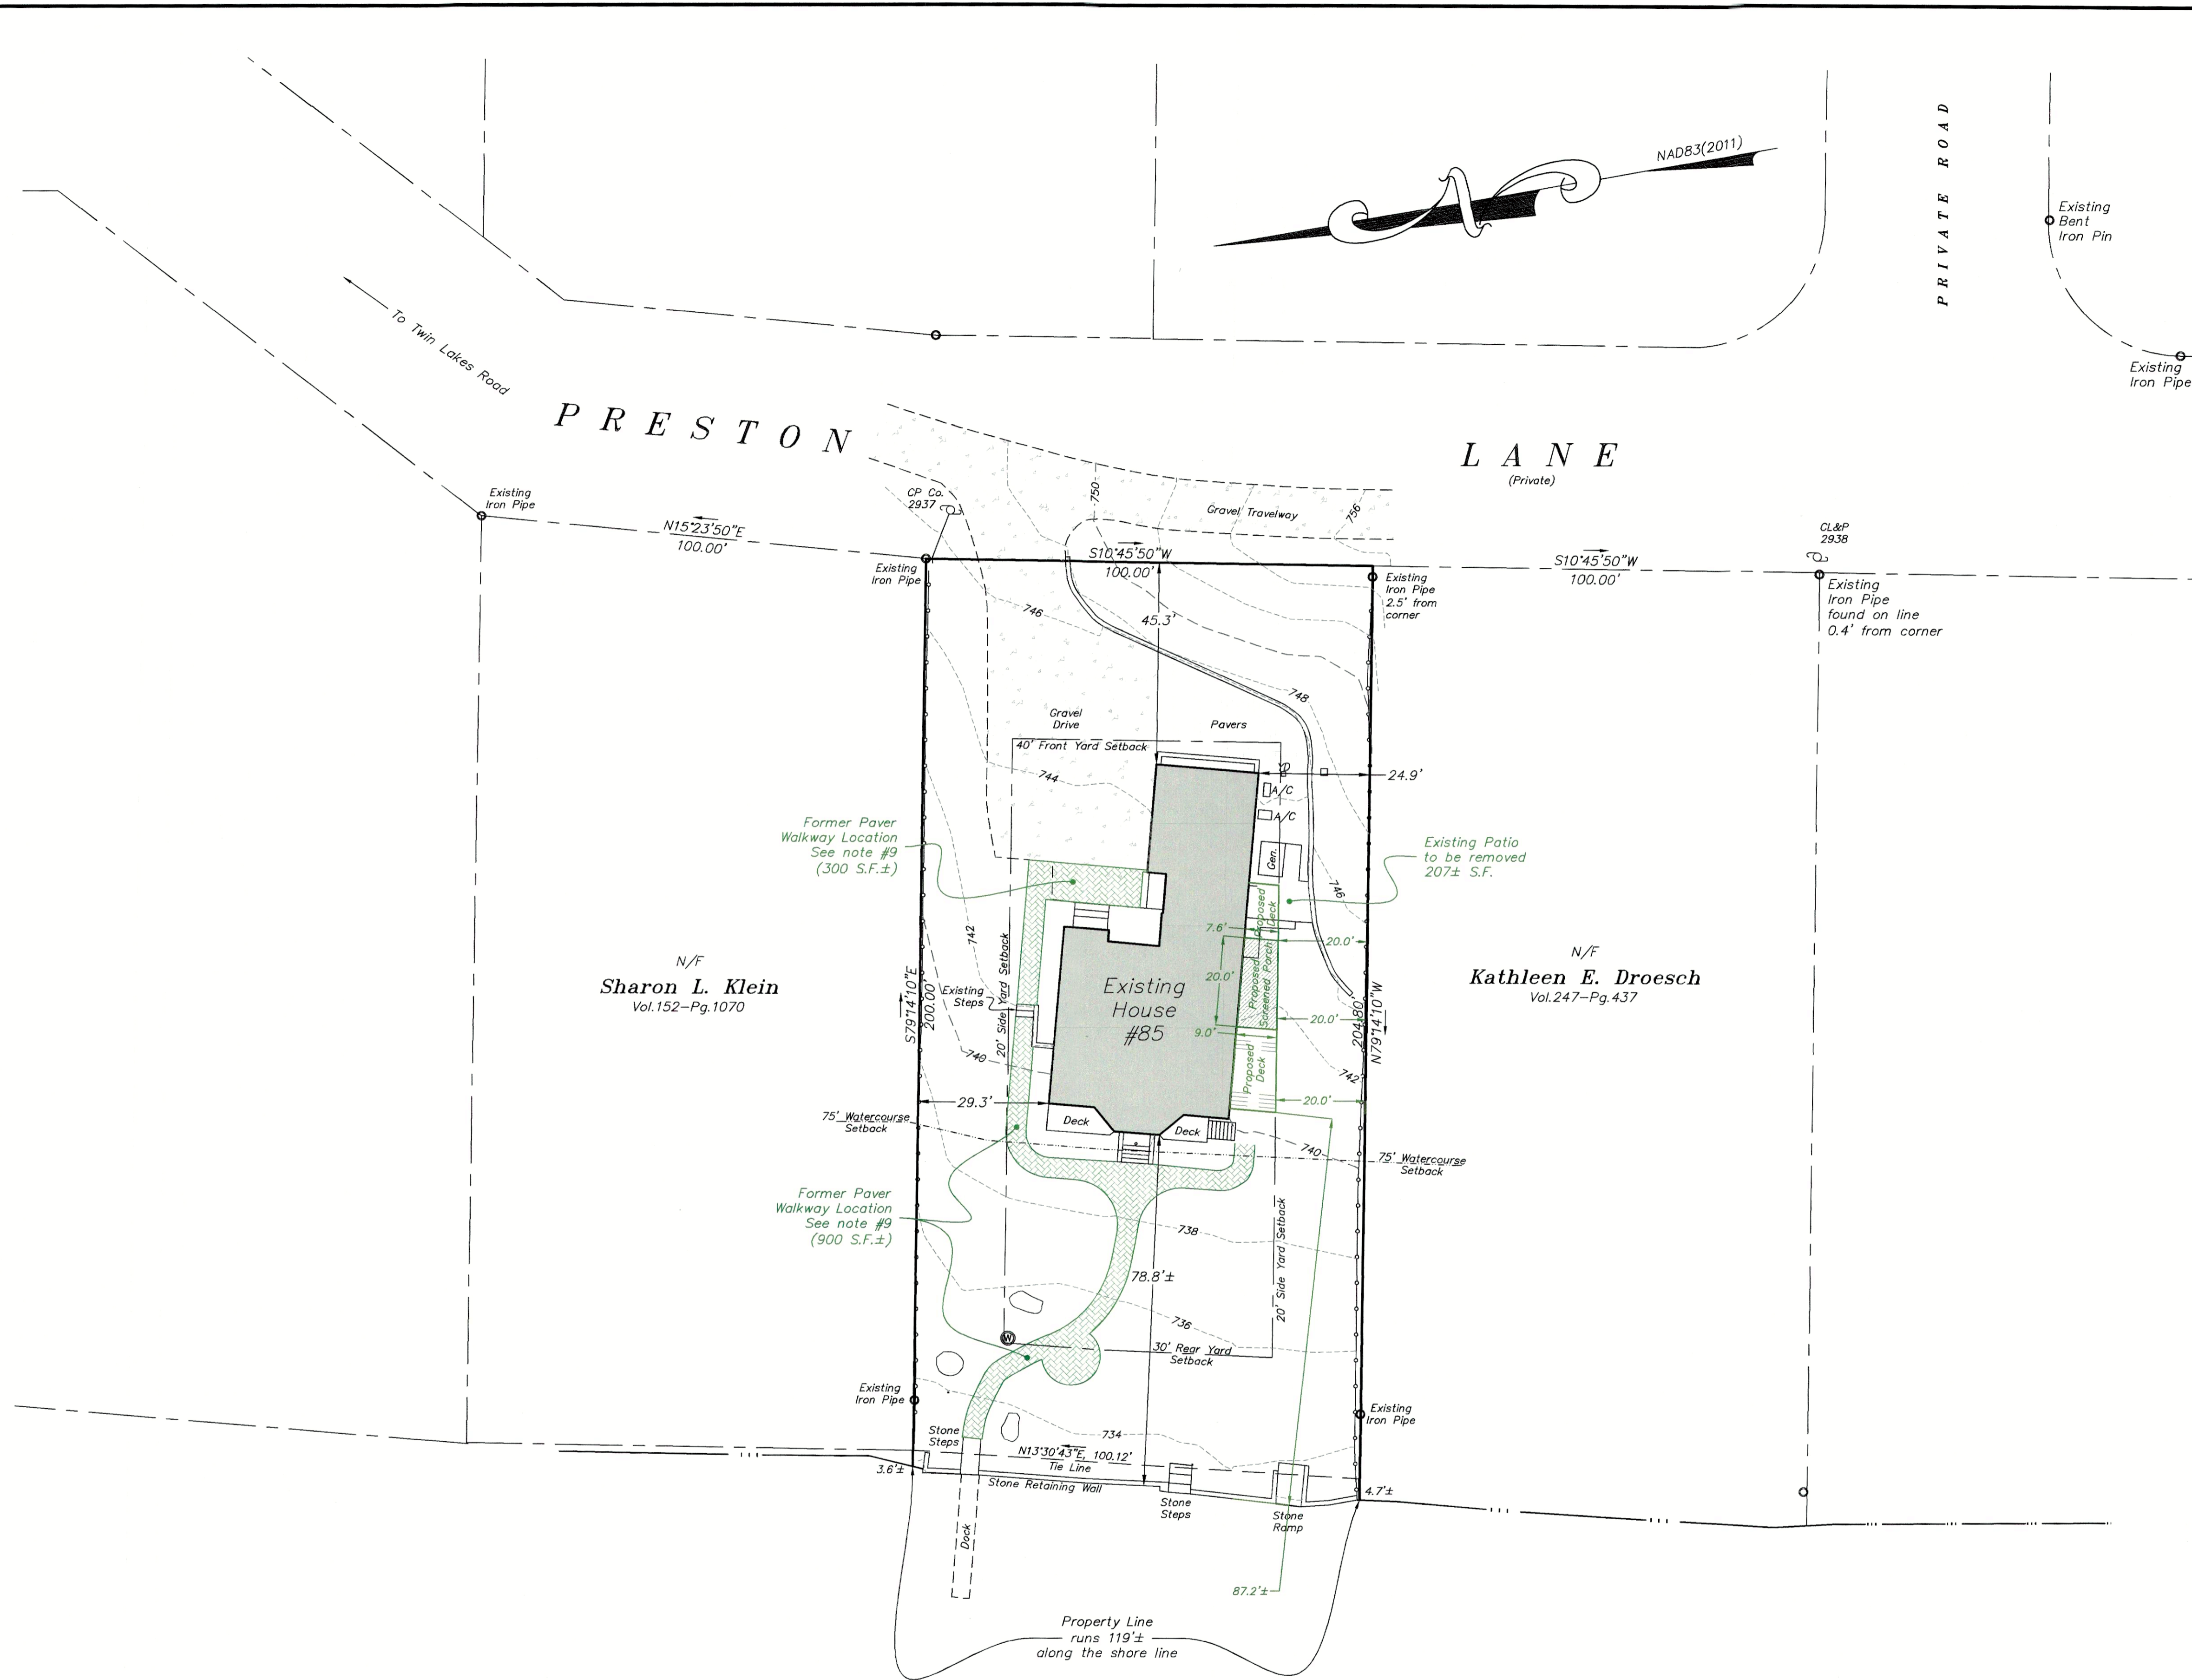 NAD83(2011)
N
PRIVATE ROAD
Existing
Bent
Iron Pin
Existing
Iron Pipe
To Twin Lakes Road
PRESTON
LANE
(Private)
Existing
Iron Pipe
CP Co.
2937
750
Gravel Travelway
756
CL&P
2938
N15°23'50"E
100.00'
S10°45'50"W
100.00'
S10°45'50"W
100.00'
Existing
Iron Pipe
Existing
Iron Pipe
2.5' from
corner
Existing
Iron Pipe
found on line
0.4' from corner
746
45.3'
748
Gravel
Drive
Pavers
40' Front Yard Setback
744
24.9'
A/C
A/C
Former Paver
Walkway Location
See note #9
(300 S.F.±)
Gen.
Existing Patio
to be removed
207± S.F.
746
Proposed
Deck
7.6'
20.0'
742
20' Side Yard Setback
N/F
Sharon L. Klein
Vol.152-Pg.1070
S79°14'10"E
200.00'
Existing
Steps
Existing
House
#85
20.0'
Proposed
Screened Porch
N/F
Kathleen E. Droesch
Vol.247-Pg.437
204.80'
N79°14'10"W
9.0'
20.0'
740
Proposed
Deck
742
29.3'
20.0'
75' Watercourse
Setback
Deck
Deck
740
75' Watercourse
Setback
Former Paver
Walkway Location
See note #9
(900 S.F.±)
738
20' Side Yard Setback
78.8'±
736
W
30' Rear Yard
Setback
Existing
Iron Pipe
Existing
Iron Pipe
Stone
Steps
734
N13°30'43"E, 100.12'
Tie Line
3.6'±
Stone Retaining Wall
4.7'±
Stone
Steps
Stone
Ramp
Dock
87.2'±
Property Line
runs 119'±
along the shore line